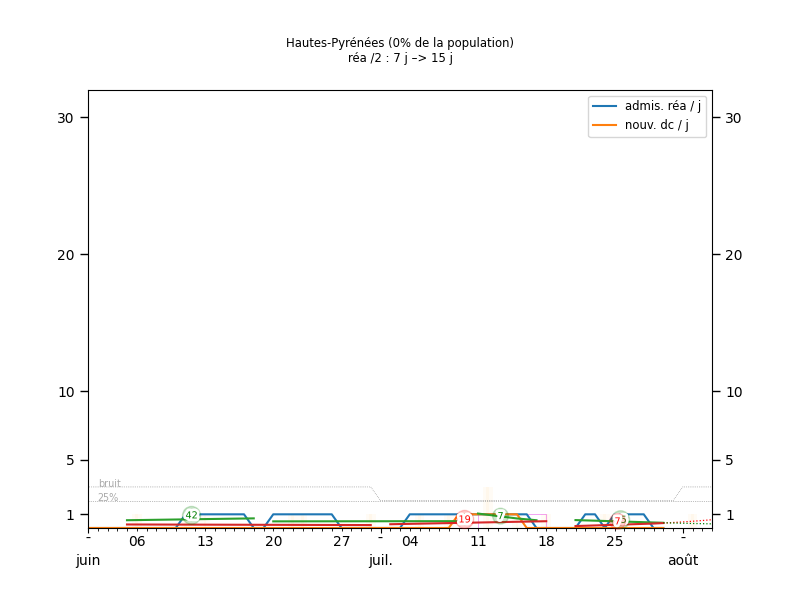 Hautes-Pyrénées (0% de la population)
réa /2 : 7 j –> 15 j
admis. réa / j
nouv. dc / j
30 30
20 20
10 10
5 5
bruit
25%
1 42 19 7 7 1
- 06 13 20 27 - 04 11 18 25 -
juin juil. août